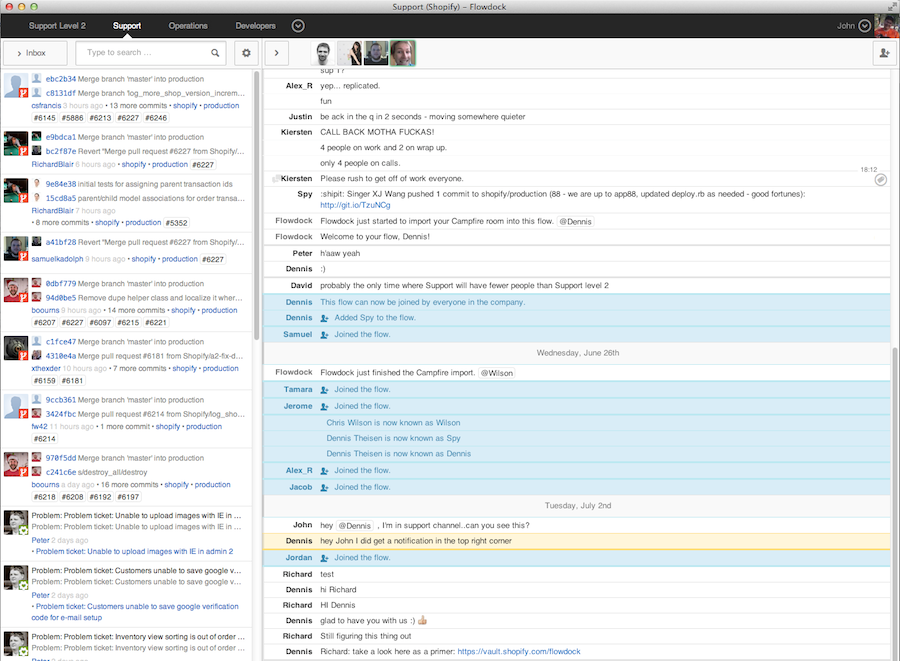 Support (Shopify) – Flowdock
Support Level 2
Support
Operations
Developers
John
Inbox
Type to search ...
ebc2b34 Merge branch 'master' into production
c8131df Merge branch 'log_more_shop_version_increm...
csfrancis 3 hours ago • 13 more commits • shopify • production
#6145 #5886 #6213 #6227 #6246
e9bdca1 Merge branch 'master' into production
bc2f87e Revert "Merge pull request #6227 from Shopify/...
RichardBlair 6 hours ago • shopify • production #6227
9e84e38 initial tests for assigning parent transaction ids
15cd8a5 parent/child model associations for order transa...
RichardBlair 7 hours ago
• 8 more commits • shopify • production #5352
a41bf28 Revert "Merge pull request #6227 from Shopify/...
samuelkadolph 9 hours ago • shopify • production #6227
0dbf779 Merge branch 'master' into production
94d0be5 Remove dupe helper class and localize it wher...
boourns 9 hours ago • 14 more commits • shopify • production
#6207 #6227 #6097 #6215 #6221
c1fce47 Merge branch 'master' into production
4310e4a Merge pull request #6181 from Shopify/a2-fix-d...
xthexder 10 hours ago • 7 more commits • shopify • production
#6159 #6181
9ccb361 Merge branch 'master' into production
3424fbc Merge pull request #6214 from Shopify/log_sho...
fw42 11 hours ago • 1 more commit • shopify • production
#6214
970f5dd Merge branch 'master' into production
c241c6e s/destroy_all/destroy
boourns a day ago • 16 more commits • shopify • production
#6218 #6208 #6192 #6197
Problem: Problem ticket: Unable to upload images with IE in ...
Problem: Problem ticket: Unable to upload images with IE in ...
Peter 2 days ago
• Problem ticket: Unable to upload images with IE in admin 2
Problem: Problem ticket: Customers unable to save google v...
Problem: Problem ticket: Customers unable to save google v...
Peter 2 days ago
• Problem ticket: Customers unable to save google verification
code for e-mail setup
Problem: Problem ticket: Inventory view sorting is out of order ...
Problem: Problem ticket: Inventory view sorting is out of order ...
Peter 2 days ago
sup 1?
Alex_R yep... replicated.
fun
Justin be ack in the q in 2 seconds - moving somewhere quieter
Kiersten CALL BACK MOTHA FUCKAS!
4 people on work and 2 on wrap up.
only 4 people on calls.
18:12
Kiersten Please rush to get off of work everyone.
Spy :shipit: Singer XJ Wang pushed 1 commit to shopify/production (88 - we are up to app88, updated deploy.rb as needed - good fortunes):
http://git.io/TzuNCg
Flowdock Flowdock just started to import your Campfire room into this flow. @Dennis
Flowdock Welcome to your flow, Dennis!
Peter h'aaw yeah
Dennis :)
David probably the only time where Support will have fewer people than Support level 2
Dennis This flow can now be joined by everyone in the company.
Dennis Added Spy to the flow.
Samuel Joined the flow.
Wednesday, June 26th
Flowdock Flowdock just finished the Campfire import. @Wilson
Tamara Joined the flow.
Jerome Joined the flow.
Chris Wilson is now known as Wilson
Dennis Theisen is now known as Spy
Dennis Theisen is now known as Dennis
Alex_R Joined the flow.
Jacob Joined the flow.
Tuesday, July 2nd
John hey @Dennis , I'm in support channel..can you see this?
Dennis hey John I did get a notification in the top right corner
Jordan Joined the flow.
Richard test
Dennis hi Richard
Richard HI Dennis
Dennis glad to have you with us :) 👍
Richard Still figuring this thing out
Dennis Richard: take a look here as a primer: https://vault.shopify.com/flowdock